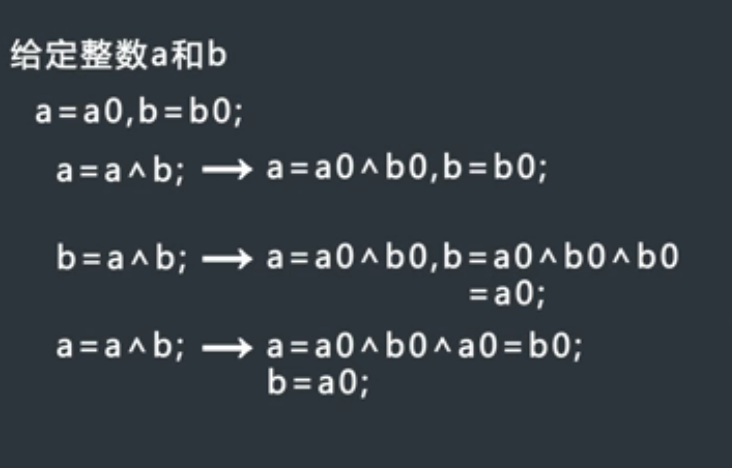 给定整数a和b
a=a0,b=b0;
a=a^b; → a=a0^b0,b=b0;
b=a^b; → a=a0^b0,b=a0^b0^b0
=a0;
a=a^b; → a=a0^b0^a0=b0;
b=a0;